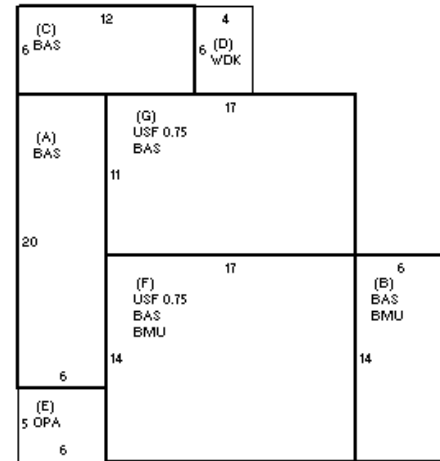 12
4
(C)
6 BAS
6 (D)
WDK
17
(A)
BAS
(G)
USF 0.75
BAS
11
20
17
6
(F)
USF 0.75
BAS
BMU
(B)
BAS
BMU
14
14
6
(E)
5 OPA
6